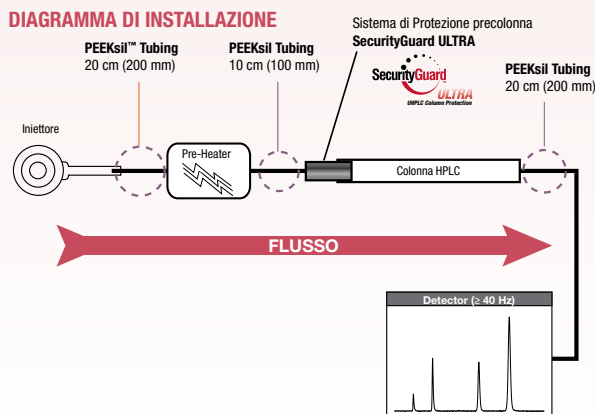 DIAGRAMMA DI INSTALLAZIONE
PEEKsil™ Tubing
20 cm (200 mm)
PEEKsil Tubing
10 cm (100 mm)
Sistema di Protezione precolonna
SecurityGuard ULTRA
SecurityGuard
ULTRA
UHPLC Column Protection
PEEKsil Tubing
20 cm (200 mm)
Iniettore
Pre-Heater
Colonna HPLC
FLUSSO
Detector (≥ 40 Hz)